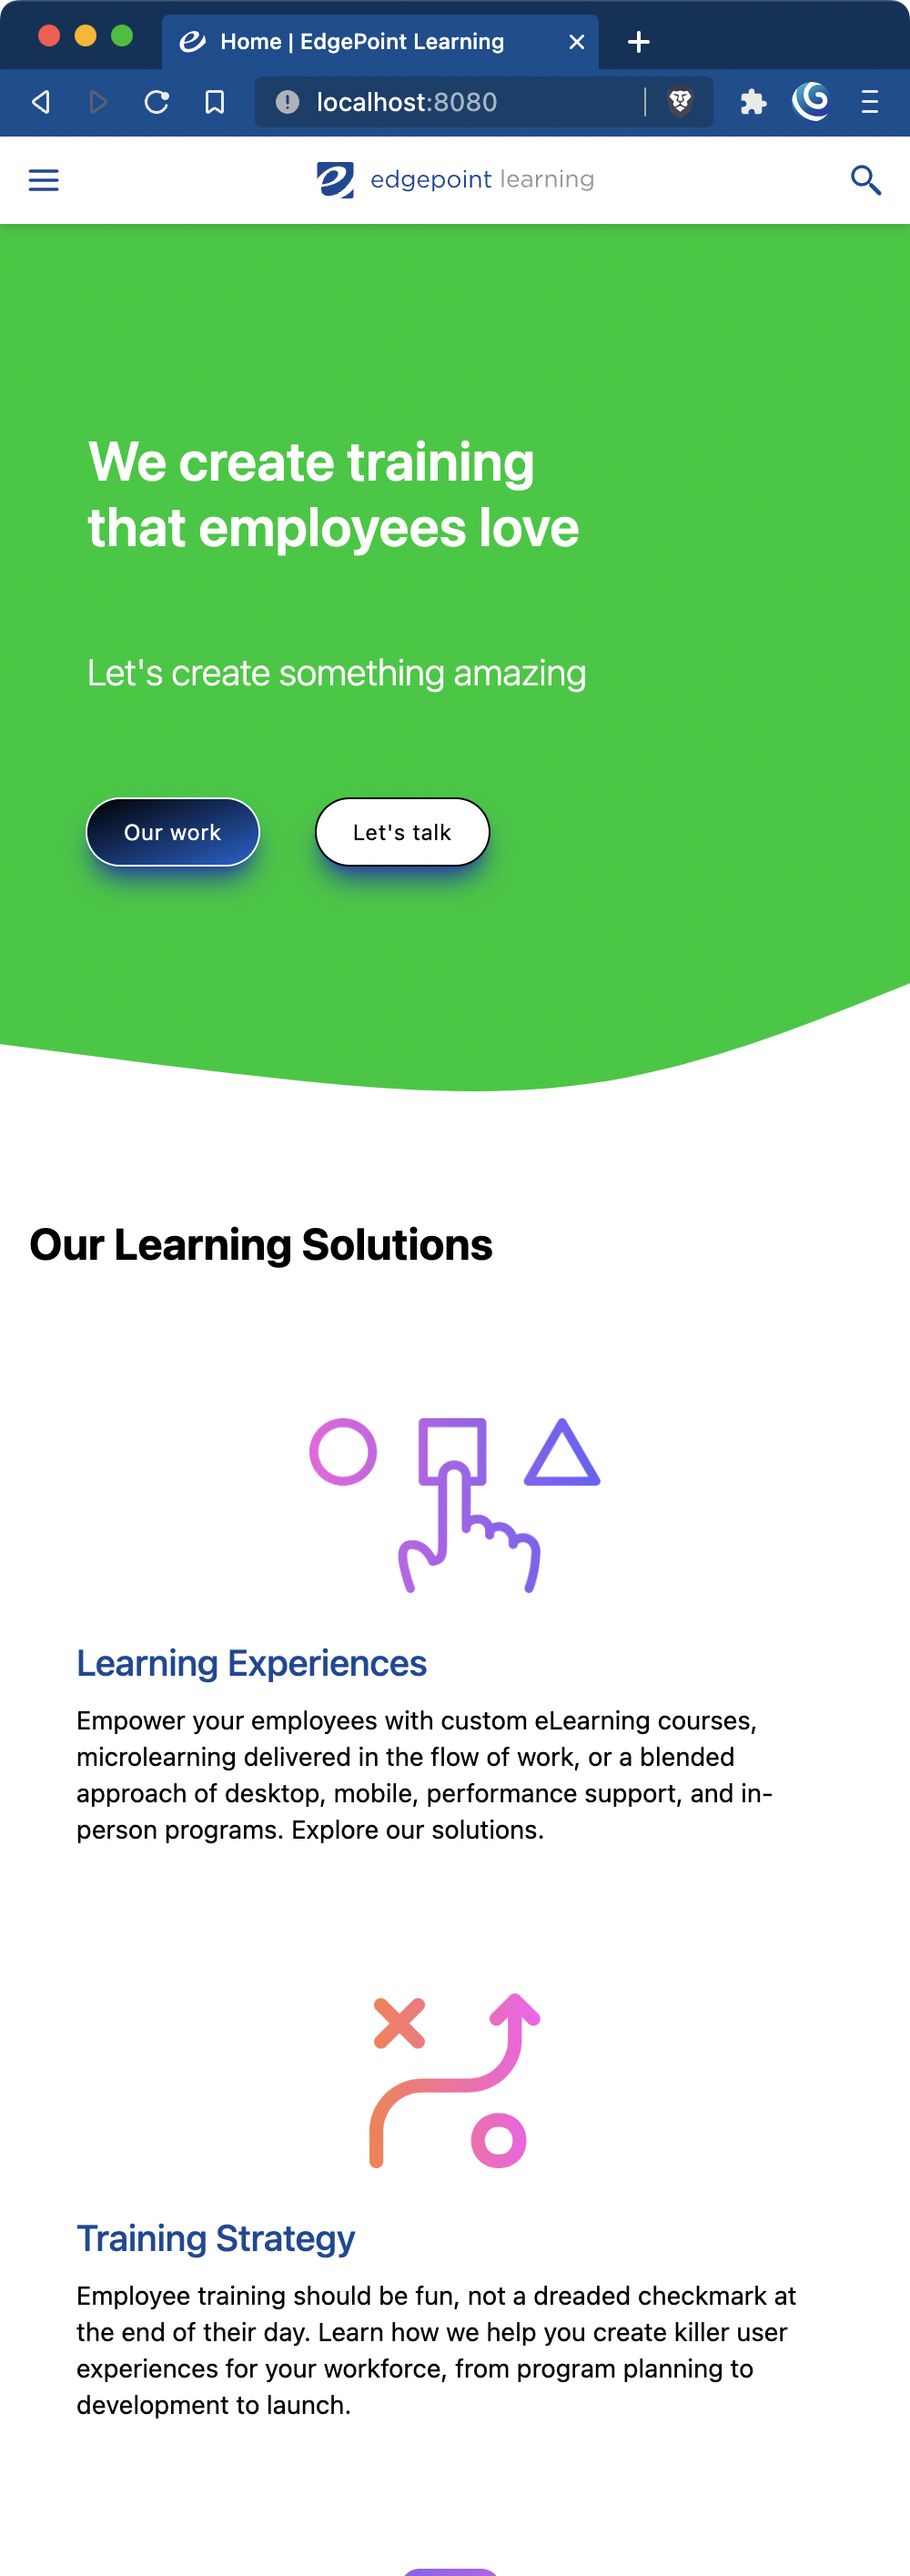 Home | EdgePoint Learning
localhost:8080
edgepoint learning
We create training
that employees love
Let's create something amazing
Our work
Let's talk
Our Learning Solutions
Learning Experiences
Empower your employees with custom eLearning courses,
microlearning delivered in the flow of work, or a blended
approach of desktop, mobile, performance support, and in-
person programs. Explore our solutions.
Training Strategy
Employee training should be fun, not a dreaded checkmark at
the end of their day. Learn how we help you create killer user
experiences for your workforce, from program planning to
development to launch.